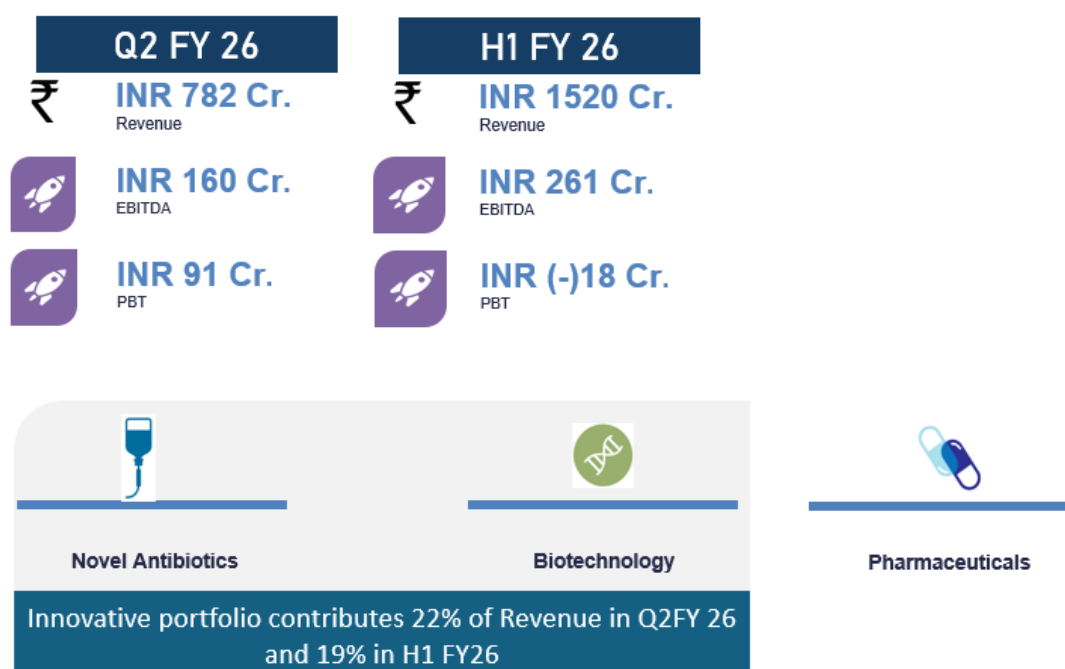 Q2 FY 26
₹
INR 782 Cr.
Revenue
INR 160 Cr.
EBITDA
INR 91 Cr.
PBT
H1 FY 26
₹
INR 1520 Cr.
Revenue
INR 261 Cr.
EBITDA
INR (-)18 Cr.
PBT
Novel Antibiotics
Biotechnology
Pharmaceuticals
Innovative portfolio contributes 22% of Revenue in Q2FY 26
and 19% in H1 FY26